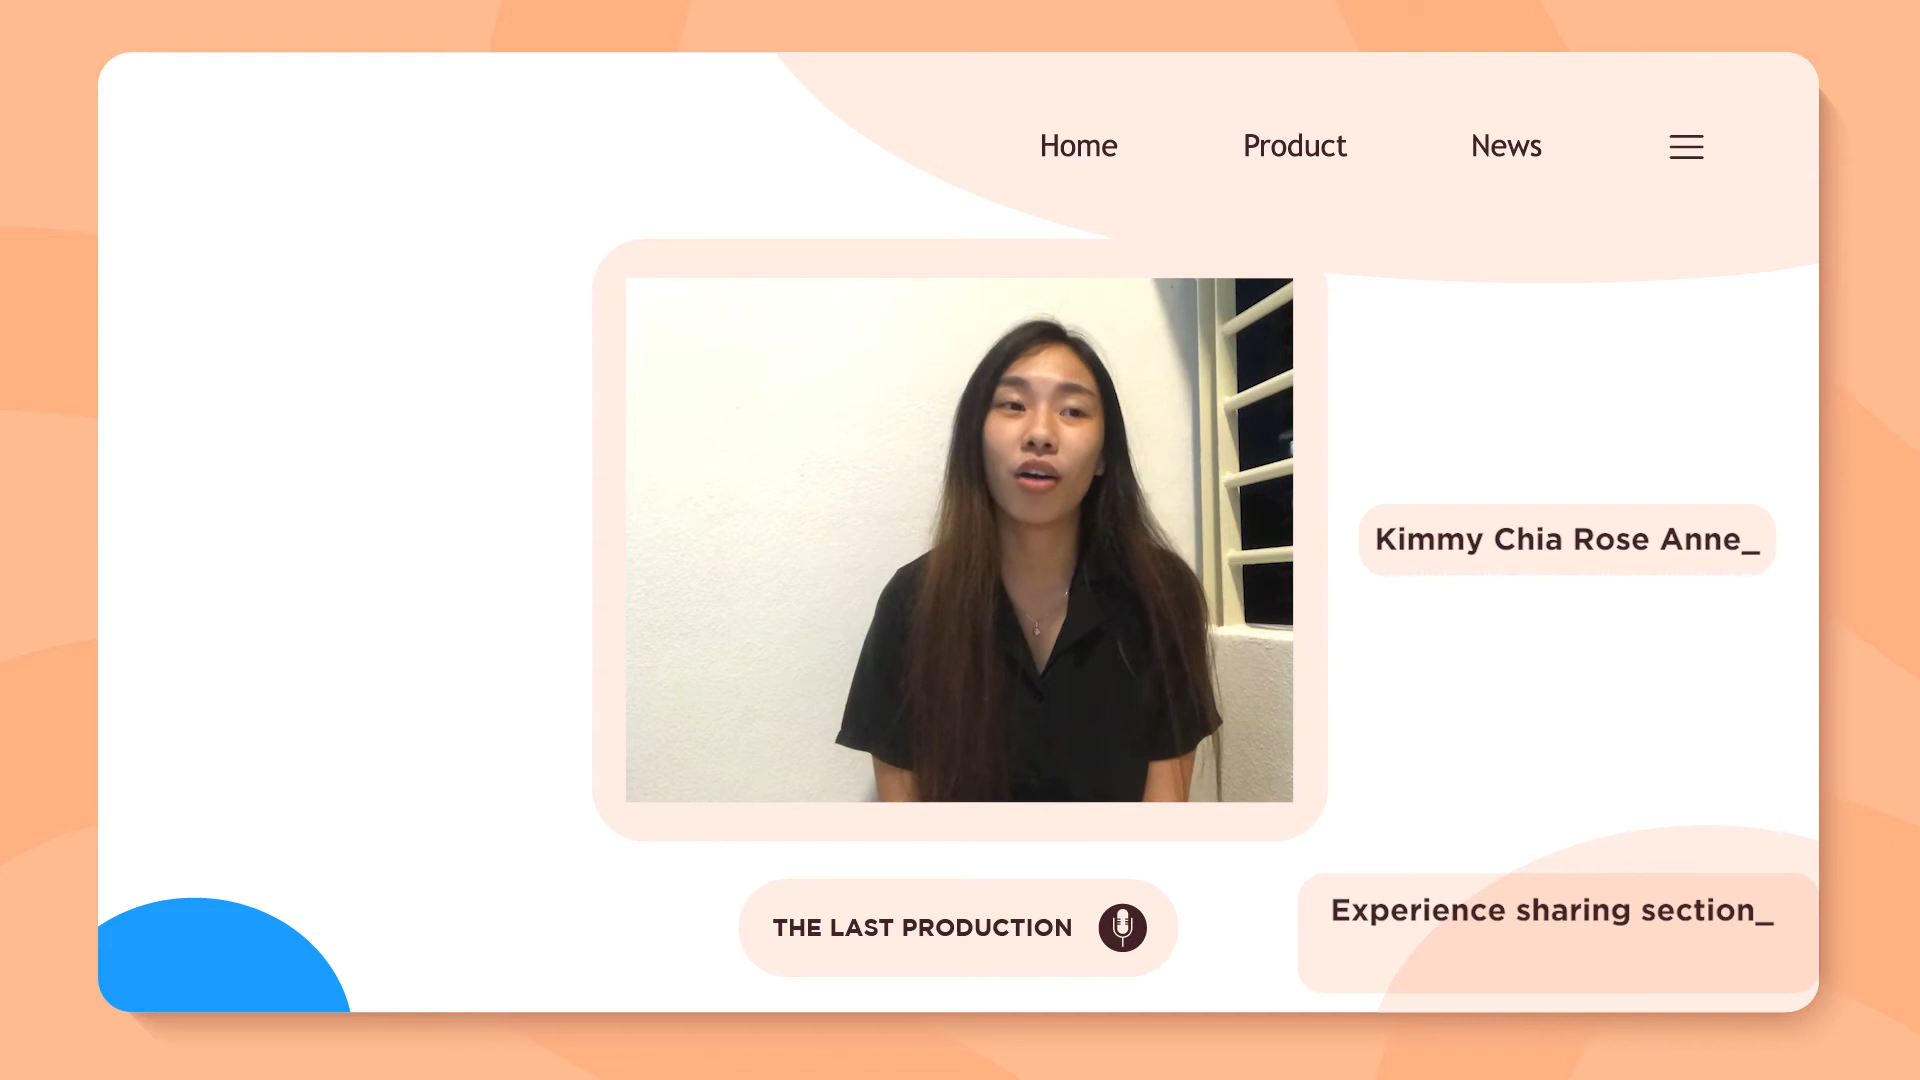 Home Product News
Kimmy Chia Rose Anne_
THE LAST PRODUCTION
Experience sharing section_